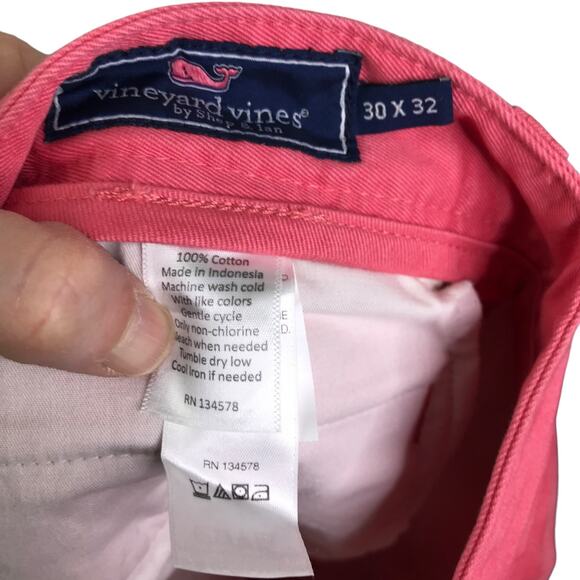 vineyard vines®
by Shep & Ian
30 X 32
100% Cotton
Made in Indonesia
Machine wash cold
With like colors
Gentle cycle
Only non-chlorine
bleach when needed
Tumble dry low
Cool iron if needed
RN 134578
P
E
D.
RN 134578